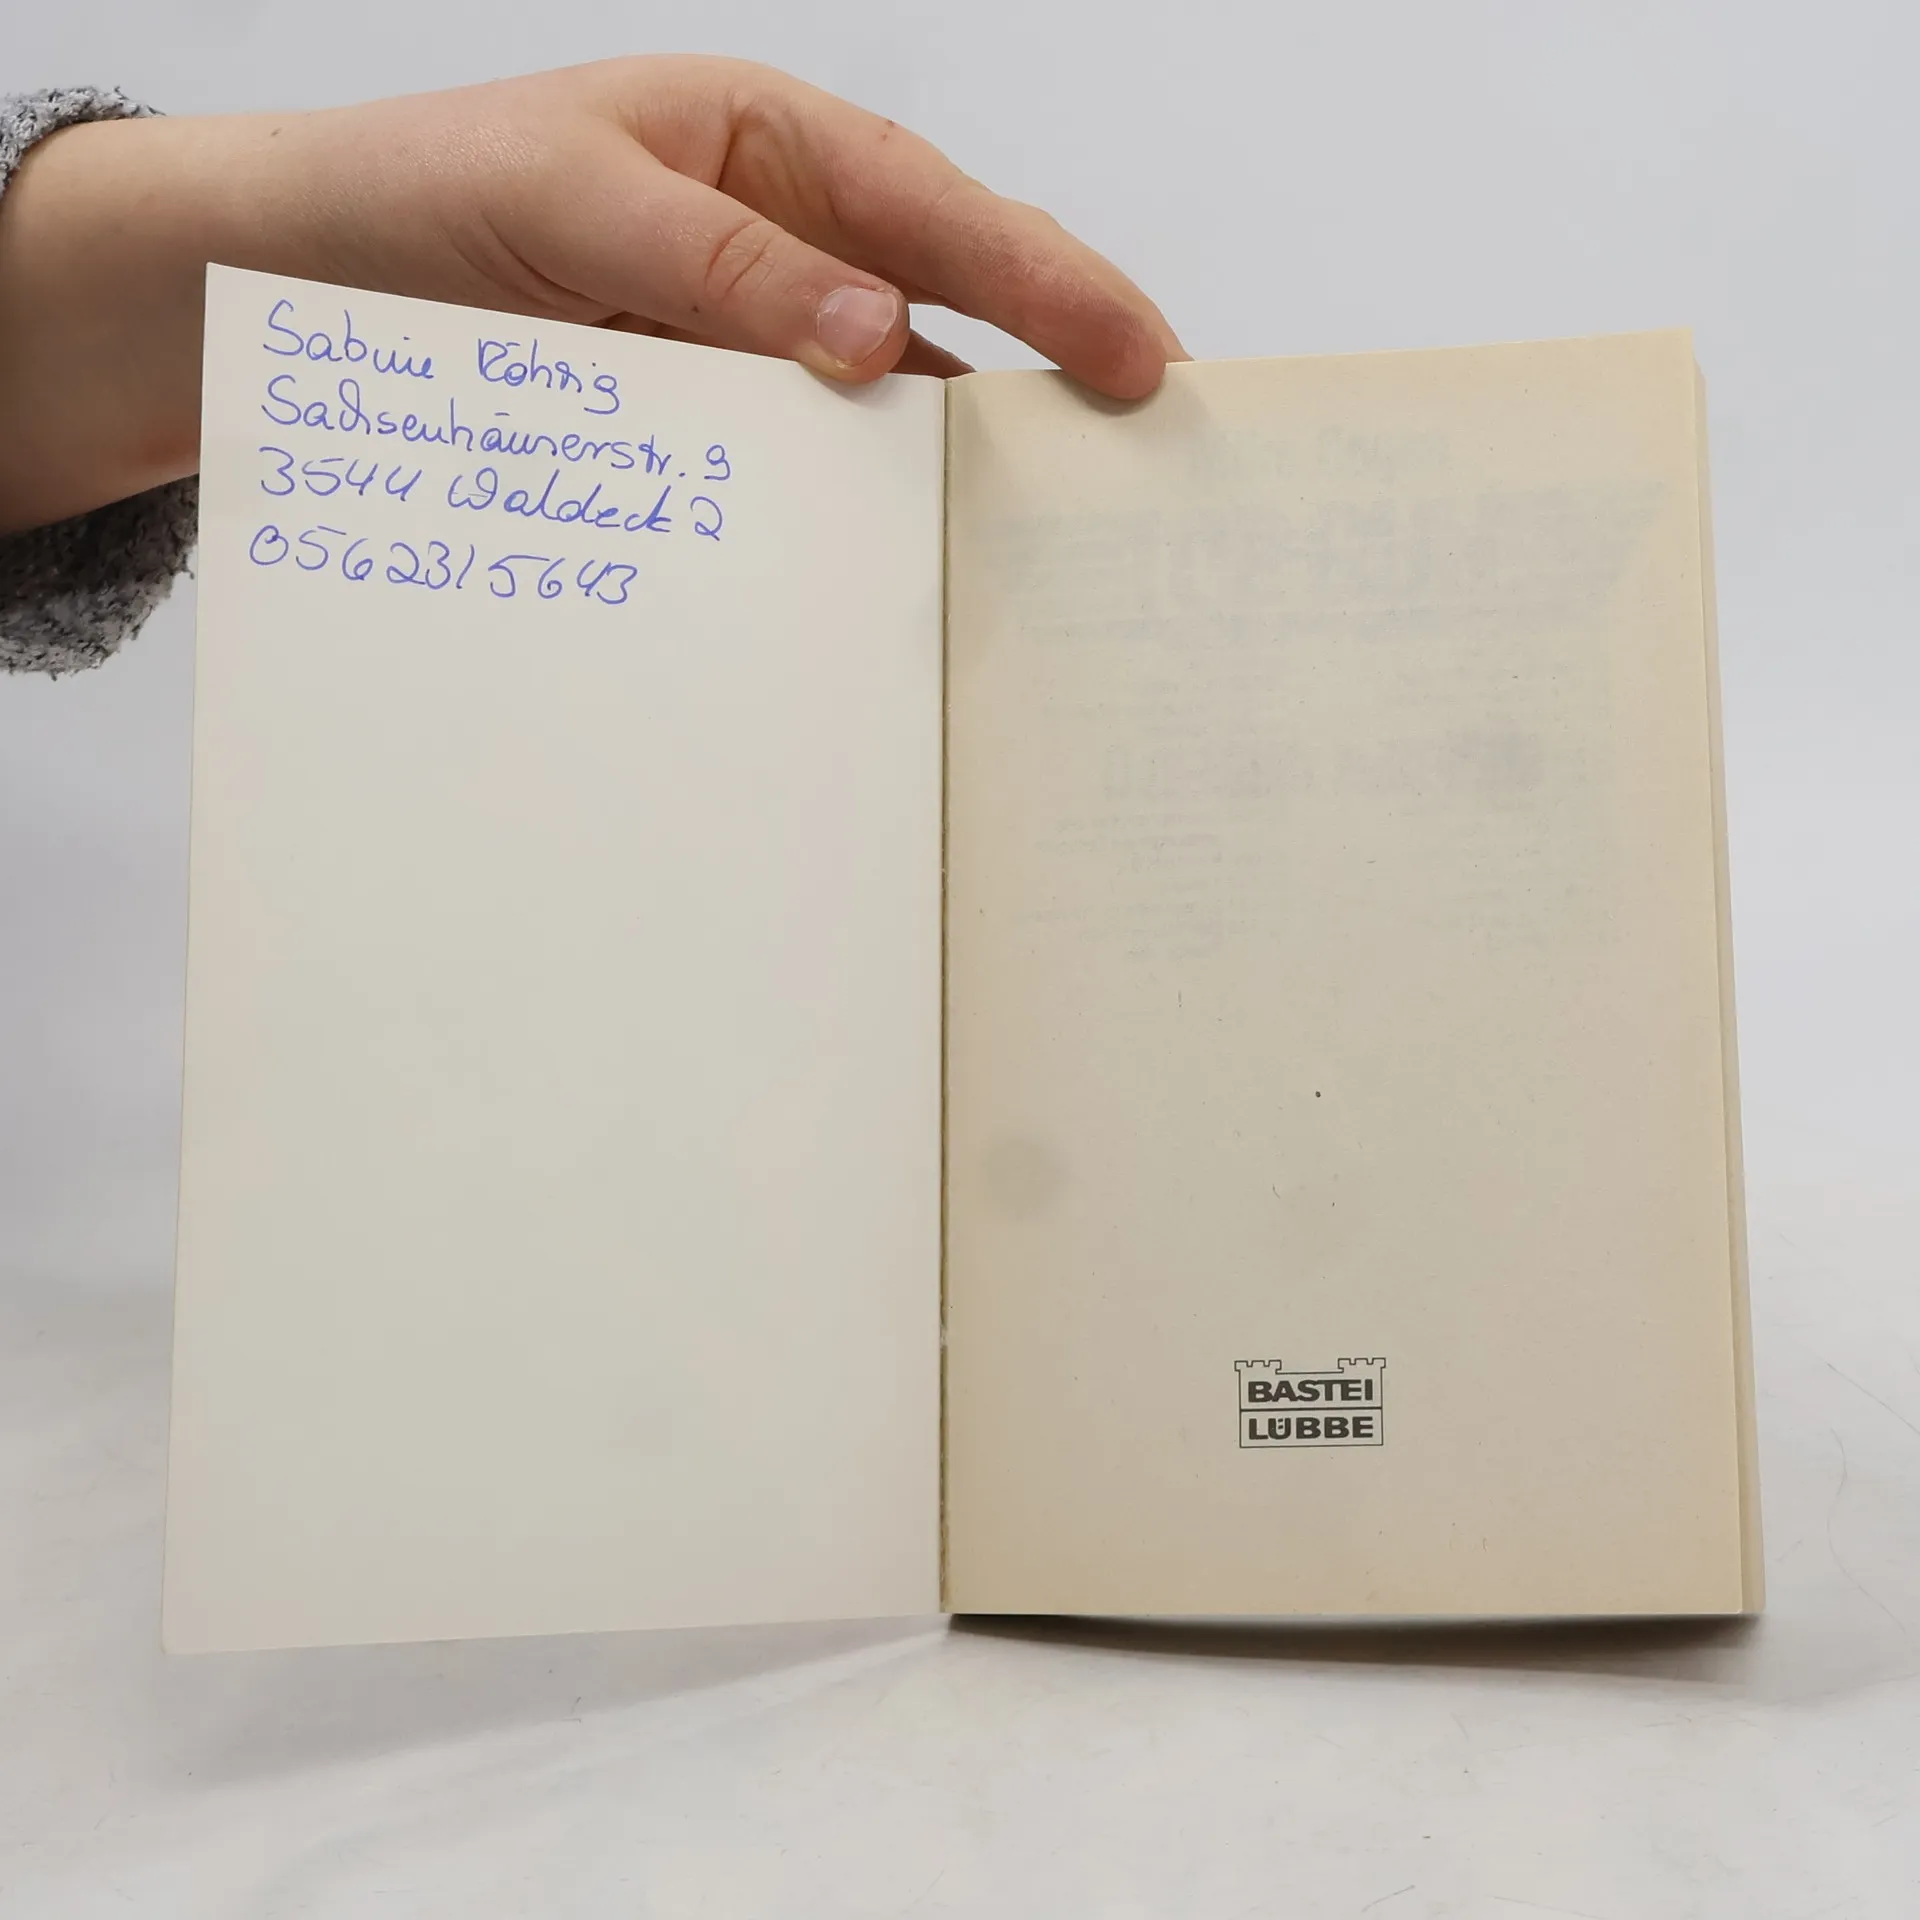 Sabine Röhrig
Sachsenhäuserstr. 9
3544 Waldeck 2
05623/5643
BASTEI
LÜBBE